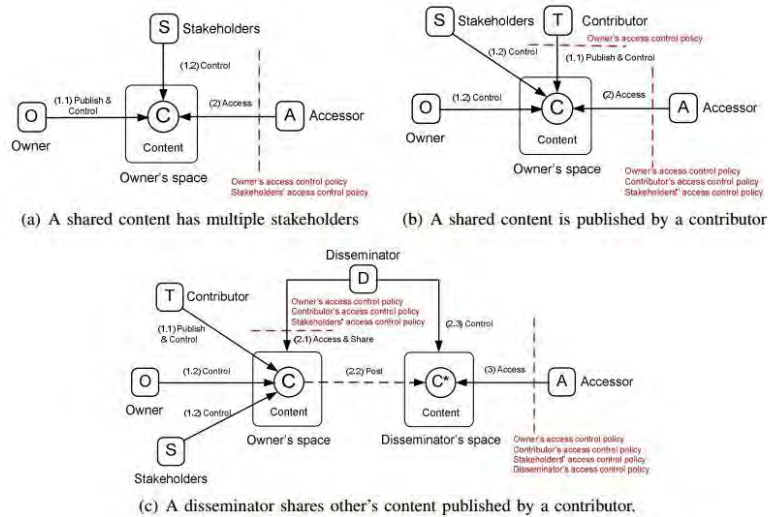 S Stakeholders
(1.2) Control
(1.1) Publish &
Control
(2) Access
O
C
A Accessor
Owner
Content
Owner's space
Owner's access control policy
Stakeholders' access control policy
(a) A shared content has multiple stakeholders
S Stakeholders T Contributor
Owner's access control policy
(1.2) Control
(1.1) Publish & Control
O
(1.2) Control
C
(2) Access
A Accessor
Owner
Content
Owner's space
Owner's access control policy
Contributor's access control policy
Stakeholders' access control policy
(b) A shared content is published by a contributor
Disseminator
D
T Contributor
Owner's access control policy
Contributor's access control policy
Stakeholders' access control policy
(1.1) Publish
& Control
(2.1) Access & Share
(2.3) Control
O
(1.2) Control
C
(2.2) Post
C*
(3) Access
A Accessor
Owner
(1.2) Control
Content
Content
S
Owner's space
Disseminator's space
Stakeholders
Owner's access control policy
Contributor's access control policy
Stakeholders' access control policy
Disseminator's access control policy
(c) A disseminator shares other's content published by a contributor.